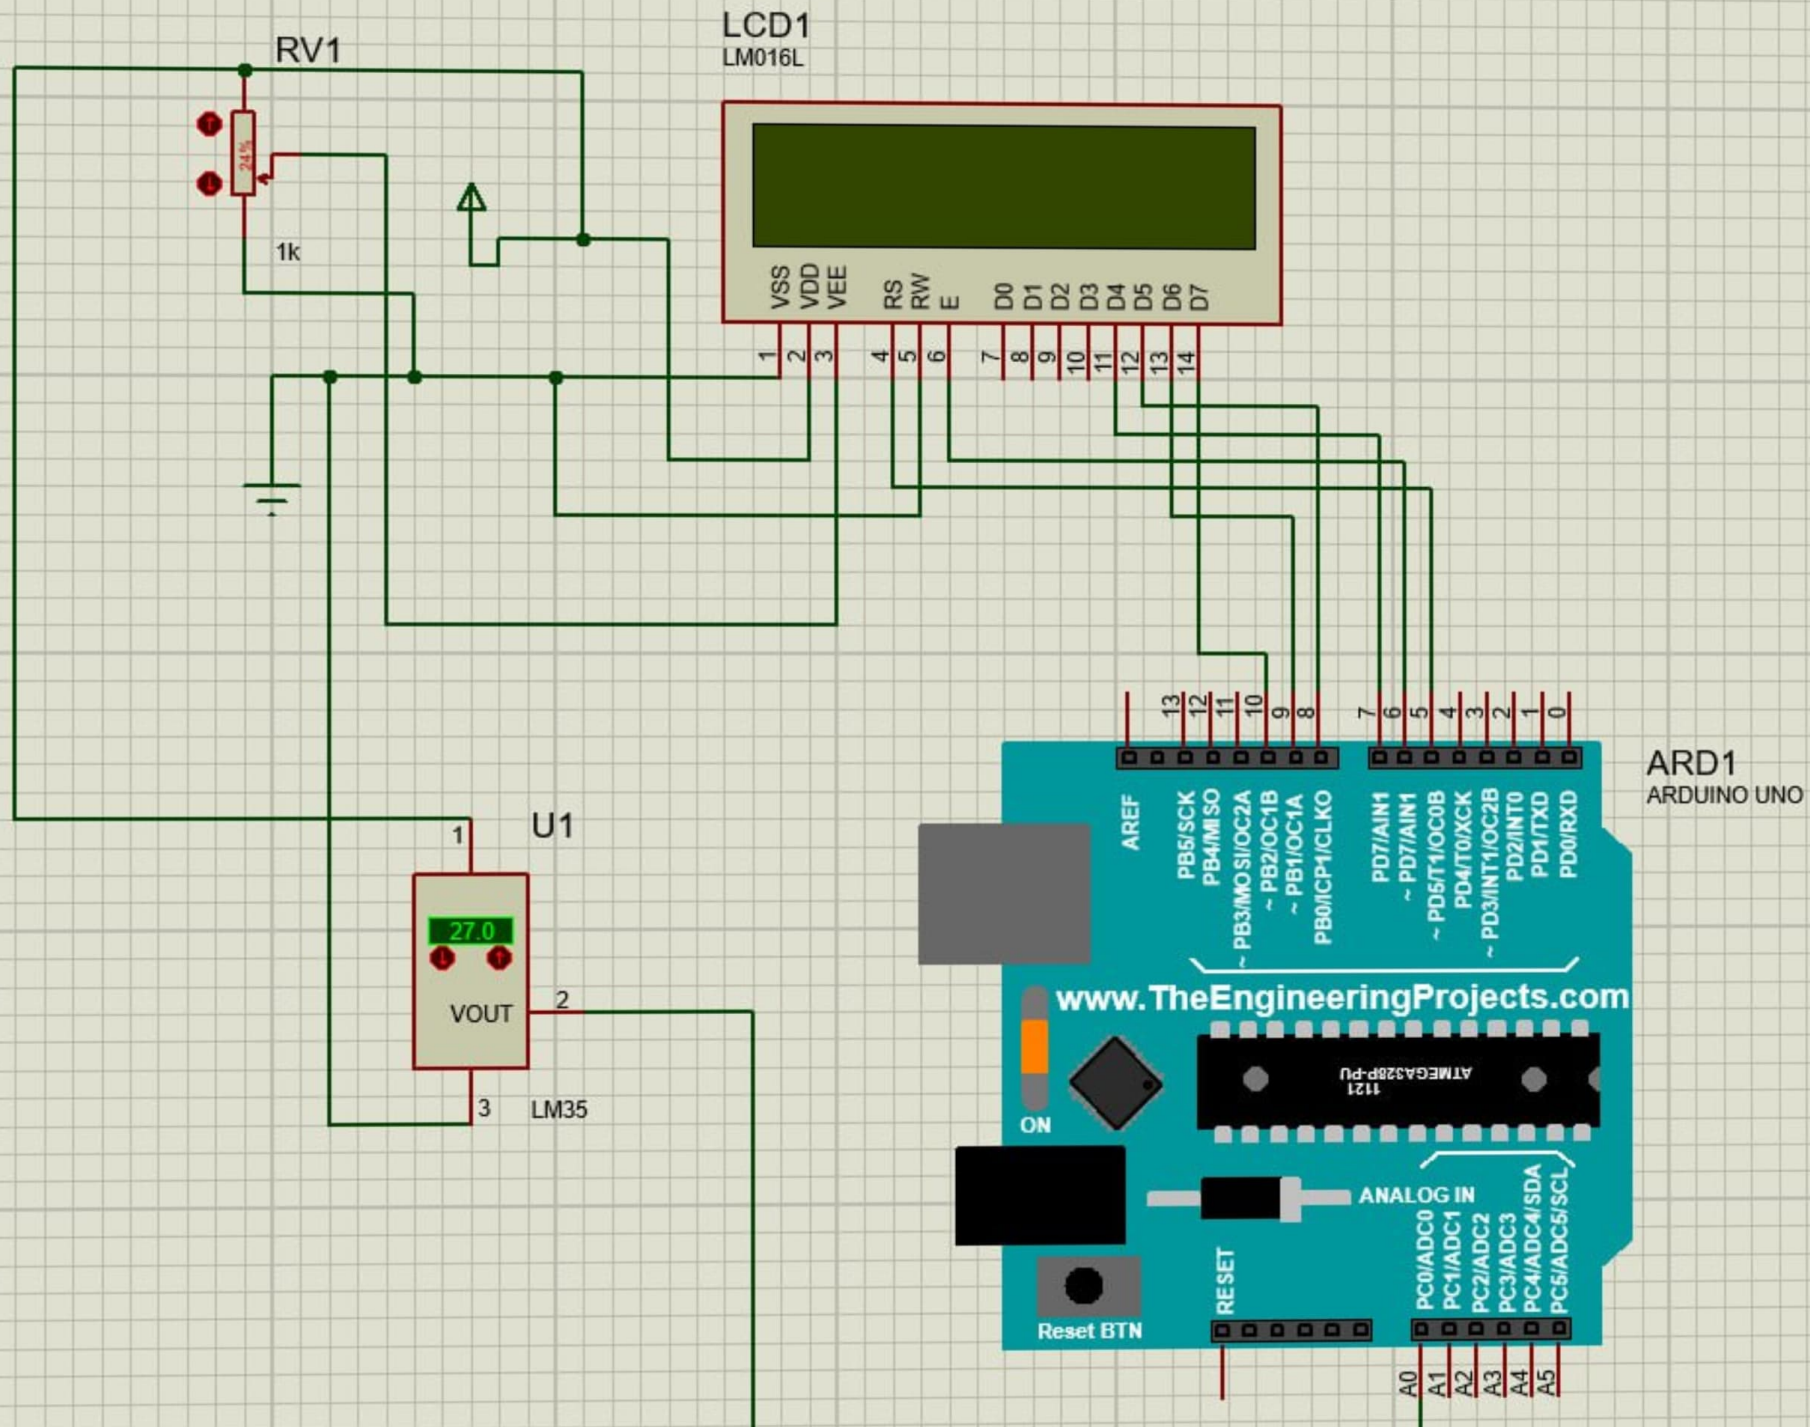 RV1
24%
1k
LCD1
LM016L
VSS
VDD
VEE
RS
RW
E
D0
D1
D2
D3
D4
D5
D6
D7
1
2
3
4
5
6
7
8
9
10
11
12
13
14
13
12
11
10
9
8
7
6
5
4
3
2
1
0
ARD1
ARDUINO UNO
AREF
PB5/SCK
PB4/MISO
~ PB3/MOSI/OC2A
~ PB2/OC1B
~ PB1/OC1A
PB0/ICP1/CLKO
PD7/AIN1
~ PD7/AIN1
~ PD5/T1/OC0B
PD4/T0/XCK
~ PD3/INT1/OC2B
PD2/INT0
PD1/TXD
PD0/RXD
www.TheEngineeringProjects.com
ATMEGA328P-PU
1121
ON
ANALOG IN
RESET
PC0/ADC0
PC1/ADC1
PC2/ADC2
PC3/ADC3
PC4/ADC4/SDA
PC5/ADC5/SCL
Reset BTN
A0
A1
A2
A3
A4
A5
U1
1
27.0
VOUT
2
3
LM35